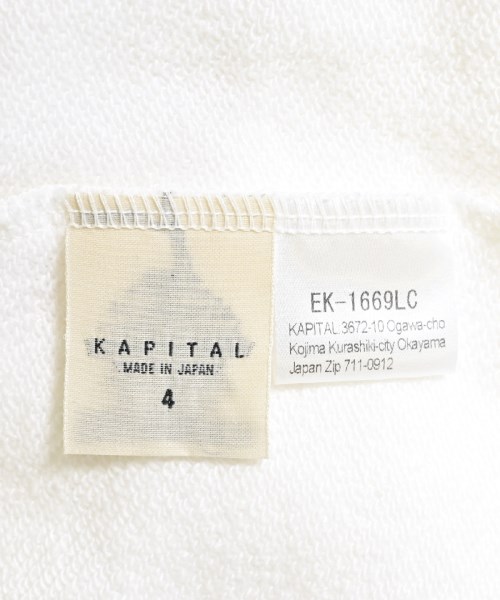 KAPITAL
MADE IN JAPAN
4
EK-1669LC
KAPITAL.3672-10 Ogawa-cho
Kojima Kurashiki-city Okayama
Japan Zip 711-0912